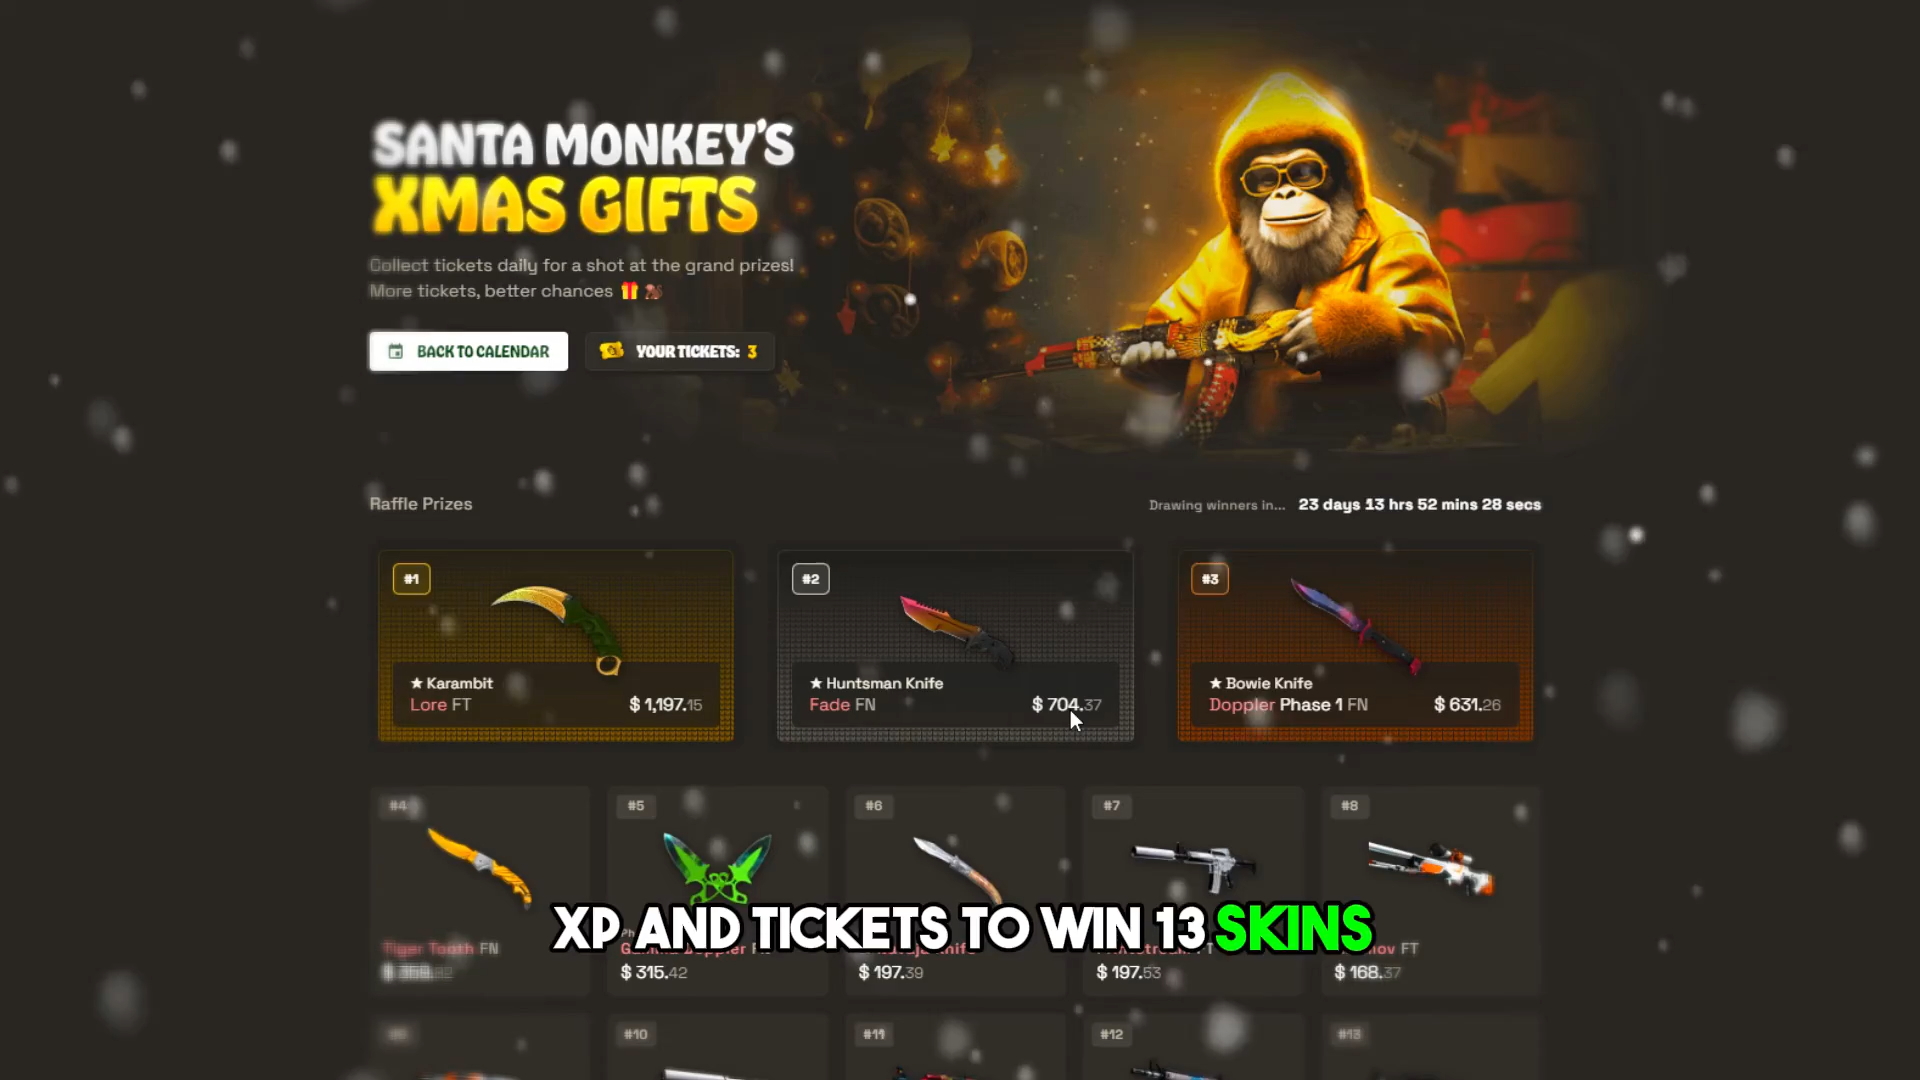 SANTA MONKEY'S
XMAS GIFTS
Collect tickets daily for a shot at the grand prizes!
More tickets, better chances
BACK TO CALENDAR
YOUR TICKETS: 3
Raffle Prizes
Drawing winners in... 23 days 13 hrs 52 mins 28 secs
#1
★ Karambit
Lore FT
$ 1,197.15
#2
★ Huntsman Knife
Fade FN
$ 704.37
#3
★ Bowie Knife
Doppler Phase 1 FN
$ 631.26
#4
Tiger Tooth FN
#5
$ 315.42
#6
$ 197.39
#7
FT
$ 197.53
#8
FT
$ 168.37
XP AND TICKETS TO WIN 13 SKINS
#10
#11
#12
#13